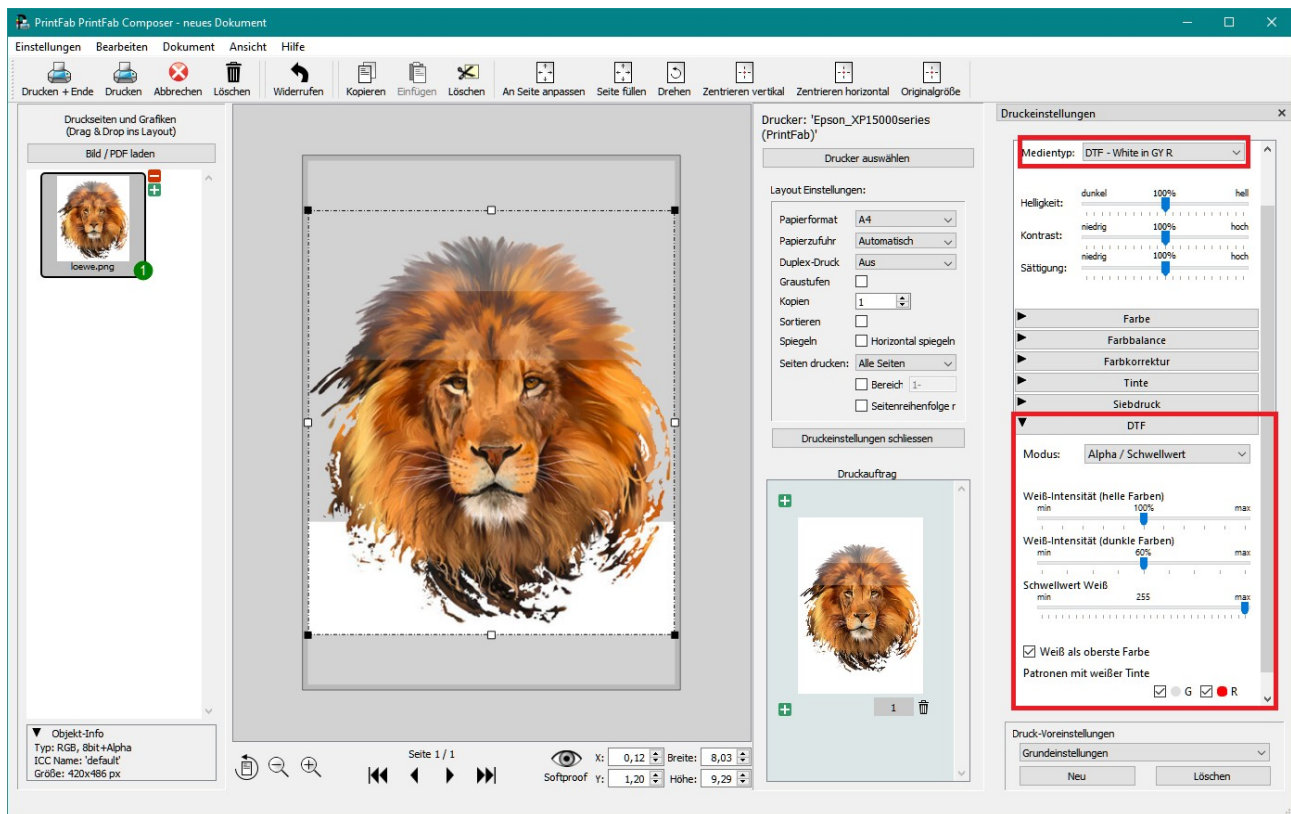 PrintFab PrintFab Composer - neues Dokument
Einstellungen Bearbeiten Dokument Ansicht Hilfe
Drucken + Ende Drucken Abbrechen Löschen Widerrufen Kopieren Einfügen Löschen An Seite anpassen Seite füllen Drehen Zentrieren vertikal Zentrieren horizontal Originalgröße
Druckseiten und Grafiken
(Drag & Drop ins Layout)
Bild / PDF laden
loewe.png
1
Objekt-Info
Typ: RGB, 8bit+Alpha
ICC Name: 'default'
Größe: 420x486 px
Seite 1 / 1
Softproof
X: 0,12 Breite: 8,03
Y: 1,20 Höhe: 9,29
Drucker: 'Epson_XP15000series
(PrintFab)'
Drucker auswählen
Layout Einstellungen:
Papierformat A4
Papierzufuhr Automatisch
Duplex-Druck Aus
Graustufen
Kopien 1
Sortieren
Spiegeln Horizontal spiegeln
Seiten drucken: Alle Seiten
Bereich 1-
Seitenreihenfolge r
Druckeinstellungen schliessen
Druckauftrag
1
Druckeinstellungen
Medientyp: DTF - White in GY R
dunkel 100% hell
Helligkeit:
niedrig 100% hoch
Kontrast:
niedrig 100% hoch
Sättigung:
Farbe
Farbbalance
Farbkorrektur
Tinte
Siebdruck
DTF
Modus: Alpha / Schwellwert
Weiß-Intensität (helle Farben)
min 100% max
Weiß-Intensität (dunkle Farben)
min 60% max
Schwellwert Weiß
min 255 max
Weiß als oberste Farbe
Patronen mit weißer Tinte
G R
Druck-Voreinstellungen
Grundeinstellungen
Neu Löschen